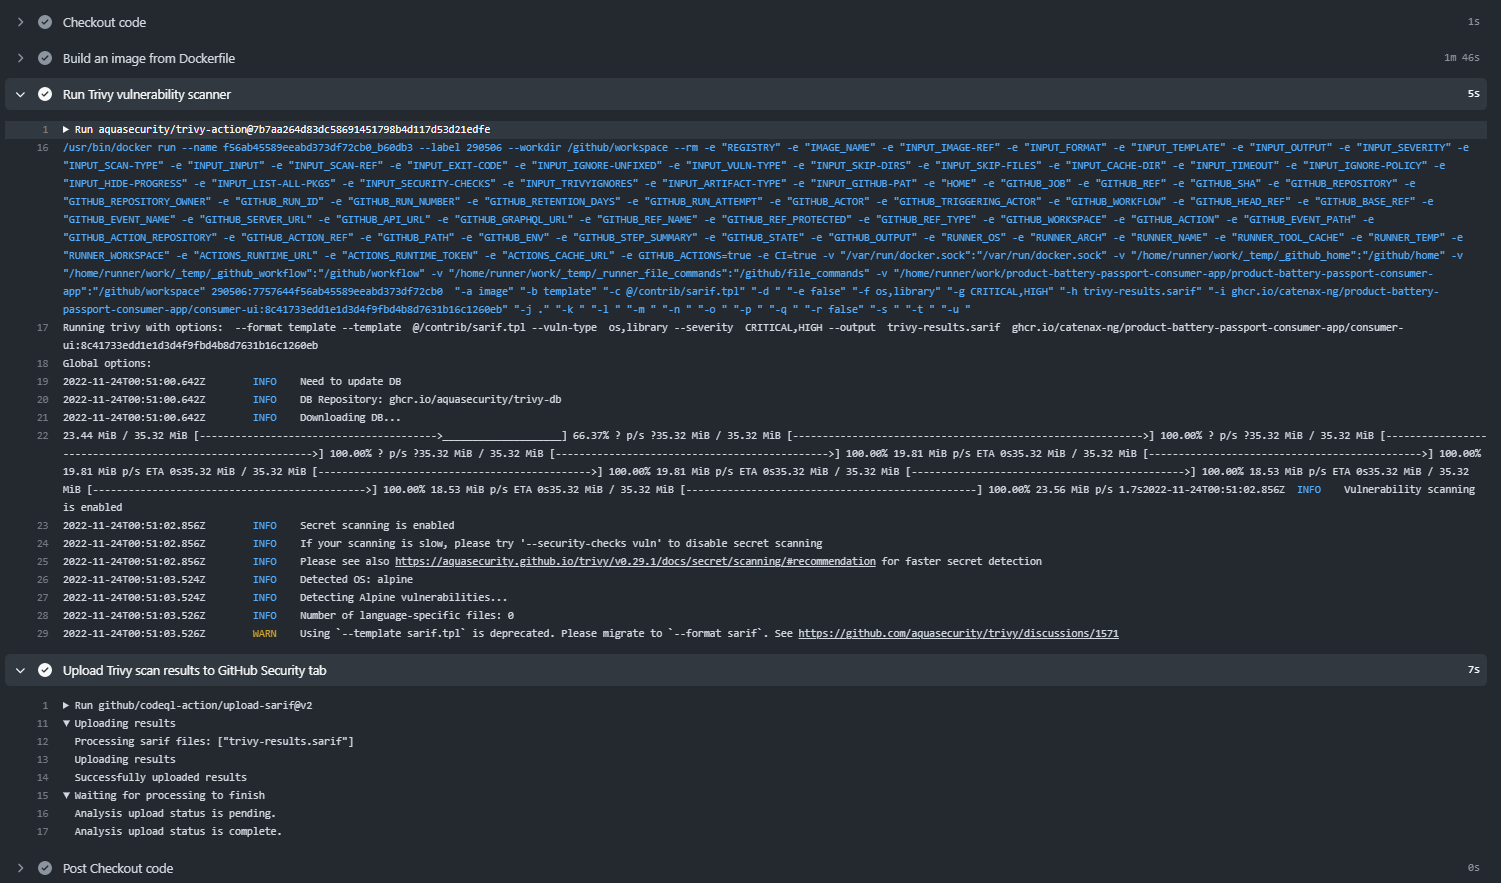 Checkout code 1s
Build an image from Dockerfile 1m 46s
Run Trivy vulnerability scanner 5s
1 ▶ Run aquasecurity/trivy-action@7b7aa264d83dc58691451798b4d117d53d21edfe
16 /usr/bin/docker run --name f56ab45589eeabd373df72cb0_b60db3 --label 290506 --workdir /github/workspace --rm -e "REGISTRY" -e "IMAGE_NAME" -e "INPUT_IMAGE-REF" -e "INPUT_FORMAT" -e "INPUT_TEMPLATE" -e "INPUT_OUTPUT" -e "INPUT_SEVERITY" -e
"INPUT_SCAN-TYPE" -e "INPUT_INPUT" -e "INPUT_SCAN-REF" -e "INPUT_EXIT-CODE" -e "INPUT_IGNORE-UNFIXED" -e "INPUT_VULN-TYPE" -e "INPUT_SKIP-DIRS" -e "INPUT_SKIP-FILES" -e "INPUT_CACHE-DIR" -e "INPUT_TIMEOUT" -e "INPUT_IGNORE-POLICY" -e
"INPUT_HIDE-PROGRESS" -e "INPUT_LIST-ALL-PKGS" -e "INPUT_SECURITY-CHECKS" -e "INPUT_TRIVYIGNORES" -e "INPUT_ARTIFACT-TYPE" -e "INPUT_GITHUB-PAT" -e "HOME" -e "GITHUB_JOB" -e "GITHUB_REF" -e "GITHUB_SHA" -e "GITHUB_REPOSITORY" -e
"GITHUB_REPOSITORY_OWNER" -e "GITHUB_RUN_ID" -e "GITHUB_RUN_NUMBER" -e "GITHUB_RETENTION_DAYS" -e "GITHUB_RUN_ATTEMPT" -e "GITHUB_ACTOR" -e "GITHUB_TRIGGERING_ACTOR" -e "GITHUB_WORKFLOW" -e "GITHUB_HEAD_REF" -e "GITHUB_BASE_REF" -e
"GITHUB_EVENT_NAME" -e "GITHUB_SERVER_URL" -e "GITHUB_API_URL" -e "GITHUB_GRAPHQL_URL" -e "GITHUB_REF_NAME" -e "GITHUB_REF_PROTECTED" -e "GITHUB_REF_TYPE" -e "GITHUB_WORKSPACE" -e "GITHUB_ACTION" -e "GITHUB_EVENT_PATH" -e
"GITHUB_ACTION_REPOSITORY" -e "GITHUB_ACTION_REF" -e "GITHUB_PATH" -e "GITHUB_ENV" -e "GITHUB_STEP_SUMMARY" -e "GITHUB_STATE" -e "GITHUB_OUTPUT" -e "RUNNER_OS" -e "RUNNER_ARCH" -e "RUNNER_NAME" -e "RUNNER_TOOL_CACHE" -e "RUNNER_TEMP" -e
"RUNNER_WORKSPACE" -e "ACTIONS_RUNTIME_URL" -e "ACTIONS_RUNTIME_TOKEN" -e "ACTIONS_CACHE_URL" -e GITHUB_ACTIONS=true -e CI=true -v "/var/run/docker.sock":"/var/run/docker.sock" -v "/home/runner/work/_temp/_github_home":"/github/home" -v
"/home/runner/work/_temp/_github_workflow":"/github/workflow" -v "/home/runner/work/_temp/_runner_file_commands":"/github/file_commands" -v "/home/runner/work/product-battery-passport-consumer-app/product-battery-passport-consumer-
app":"/github/workspace" 290506:7757644f56ab45589eeabd373df72cb0 "-a image" "-b template" "-c @/contrib/sarif.tpl" "-d " "-e false" "-f os,library" "-g CRITICAL,HIGH" "-h trivy-results.sarif" "-i ghcr.io/catenax-ng/product-battery-
passport-consumer-app/consumer-ui:8c41733edd1e1d3d4f9fbd4b8d7631b16c1260eb" "-j ." "-k " "-l " "-m " "-n " "-o " "-p " "-q " "-r false" "-s " "-t " "-u "
17 Running trivy with options: --format template --template @/contrib/sarif.tpl --vuln-type os,library --severity CRITICAL,HIGH --output trivy-results.sarif ghcr.io/catenax-ng/product-battery-passport-consumer-app/consumer-
ui:8c41733edd1e1d3d4f9fbd4b8d7631b16c1260eb
18 Global options:
19 2022-11-24T00:51:00.642Z INFO Need to update DB
20 2022-11-24T00:51:00.642Z INFO DB Repository: ghcr.io/aquasecurity/trivy-db
21 2022-11-24T00:51:00.642Z INFO Downloading DB...
22 23.44 MiB / 35.32 MiB [---------------------------------------->____________________] 66.37% ? p/s ?35.32 MiB / 35.32 MiB [----------------------------------------------------------->] 100.00% ? p/s ?35.32 MiB / 35.32 MiB [-----------------
------------------------------------------>] 100.00% ? p/s ?35.32 MiB / 35.32 MiB [---------------------------------------------->] 100.00% 19.81 MiB p/s ETA 0s35.32 MiB / 35.32 MiB [---------------------------------------------->] 100.00%
19.81 MiB p/s ETA 0s35.32 MiB / 35.32 MiB [---------------------------------------------->] 100.00% 19.81 MiB p/s ETA 0s35.32 MiB / 35.32 MiB [---------------------------------------------->] 100.00% 18.53 MiB p/s ETA 0s35.32 MiB / 35.32
MiB [---------------------------------------------->] 100.00% 18.53 MiB p/s ETA 0s35.32 MiB / 35.32 MiB [-------------------------------------------------] 100.00% 23.56 MiB p/s 1.7s2022-11-24T00:51:02.856Z INFO Vulnerability scanning
is enabled
23 2022-11-24T00:51:02.856Z INFO Secret scanning is enabled
24 2022-11-24T00:51:02.856Z INFO If your scanning is slow, please try '--security-checks vuln' to disable secret scanning
25 2022-11-24T00:51:02.856Z INFO Please see also https://aquasecurity.github.io/trivy/v0.29.1/docs/secret/scanning/#recommendation for faster secret detection
26 2022-11-24T00:51:03.524Z INFO Detected OS: alpine
27 2022-11-24T00:51:03.524Z INFO Detecting Alpine vulnerabilities...
28 2022-11-24T00:51:03.526Z INFO Number of language-specific files: 0
29 2022-11-24T00:51:03.526Z WARN Using `--template sarif.tpl` is deprecated. Please migrate to `--format sarif`. See https://github.com/aquasecurity/trivy/discussions/1571
Upload Trivy scan results to GitHub Security tab 7s
1 ▶ Run github/codeql-action/upload-sarif@v2
11 ▼ Uploading results
12 Processing sarif files: ["trivy-results.sarif"]
13 Uploading results
14 Successfully uploaded results
15 ▼ Waiting for processing to finish
16 Analysis upload status is pending.
17 Analysis upload status is complete.
Post Checkout code 0s